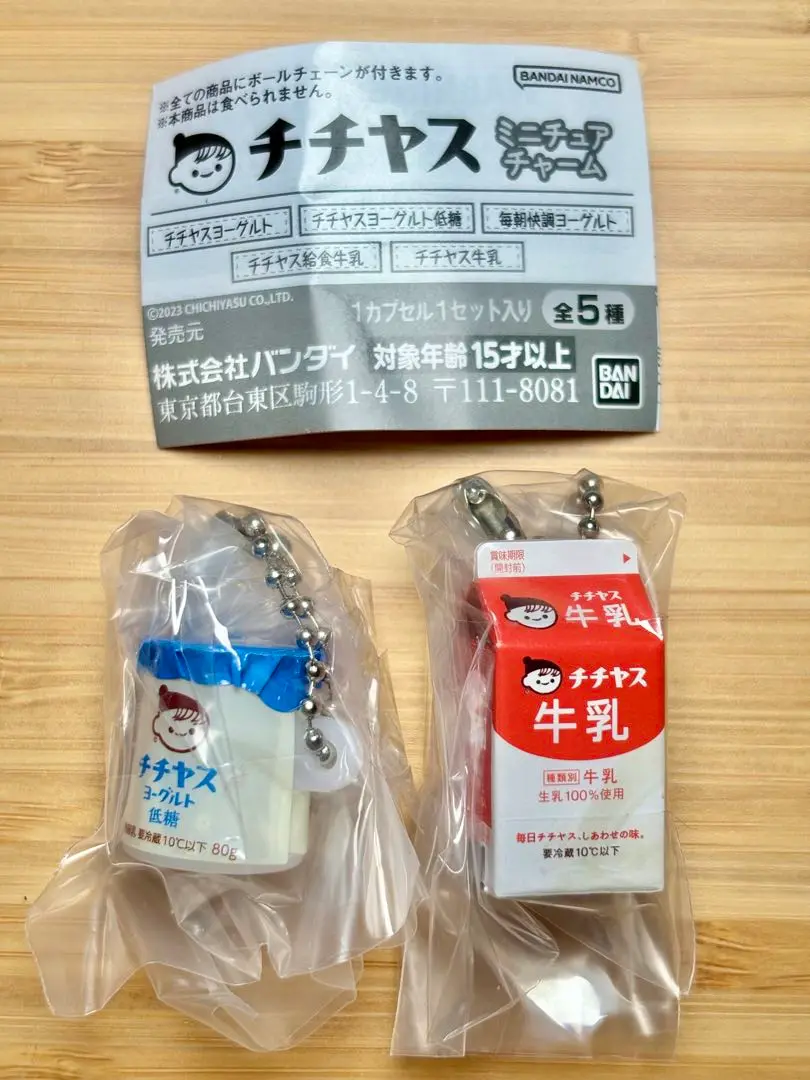 ※全ての商品にボールチェーンが付きます。
※本商品は食べられません。
BANDAI NAMCO
チチヤス ミニチュア
チャーム
チチヤスヨーグルト チチヤスヨーグルト低糖 毎朝快調ヨーグルト
チチヤス給食牛乳 チチヤス牛乳
©2023 CHICHIYASU CO.,LTD.
1カプセル1セット入り 全5種
発売元
株式会社バンダイ 対象年齢15才以上
東京都台東区駒形1-4-8 〒111-8081
BAN
DAI
チチヤス
ヨーグルト
低糖
要冷蔵10℃以下 80g
賞味期限
(開封前)
チチヤス
牛乳
チチヤス
牛乳
種類別 牛乳
生乳100%使用
毎日チチヤス、しあわせの味。
要冷蔵10℃以下